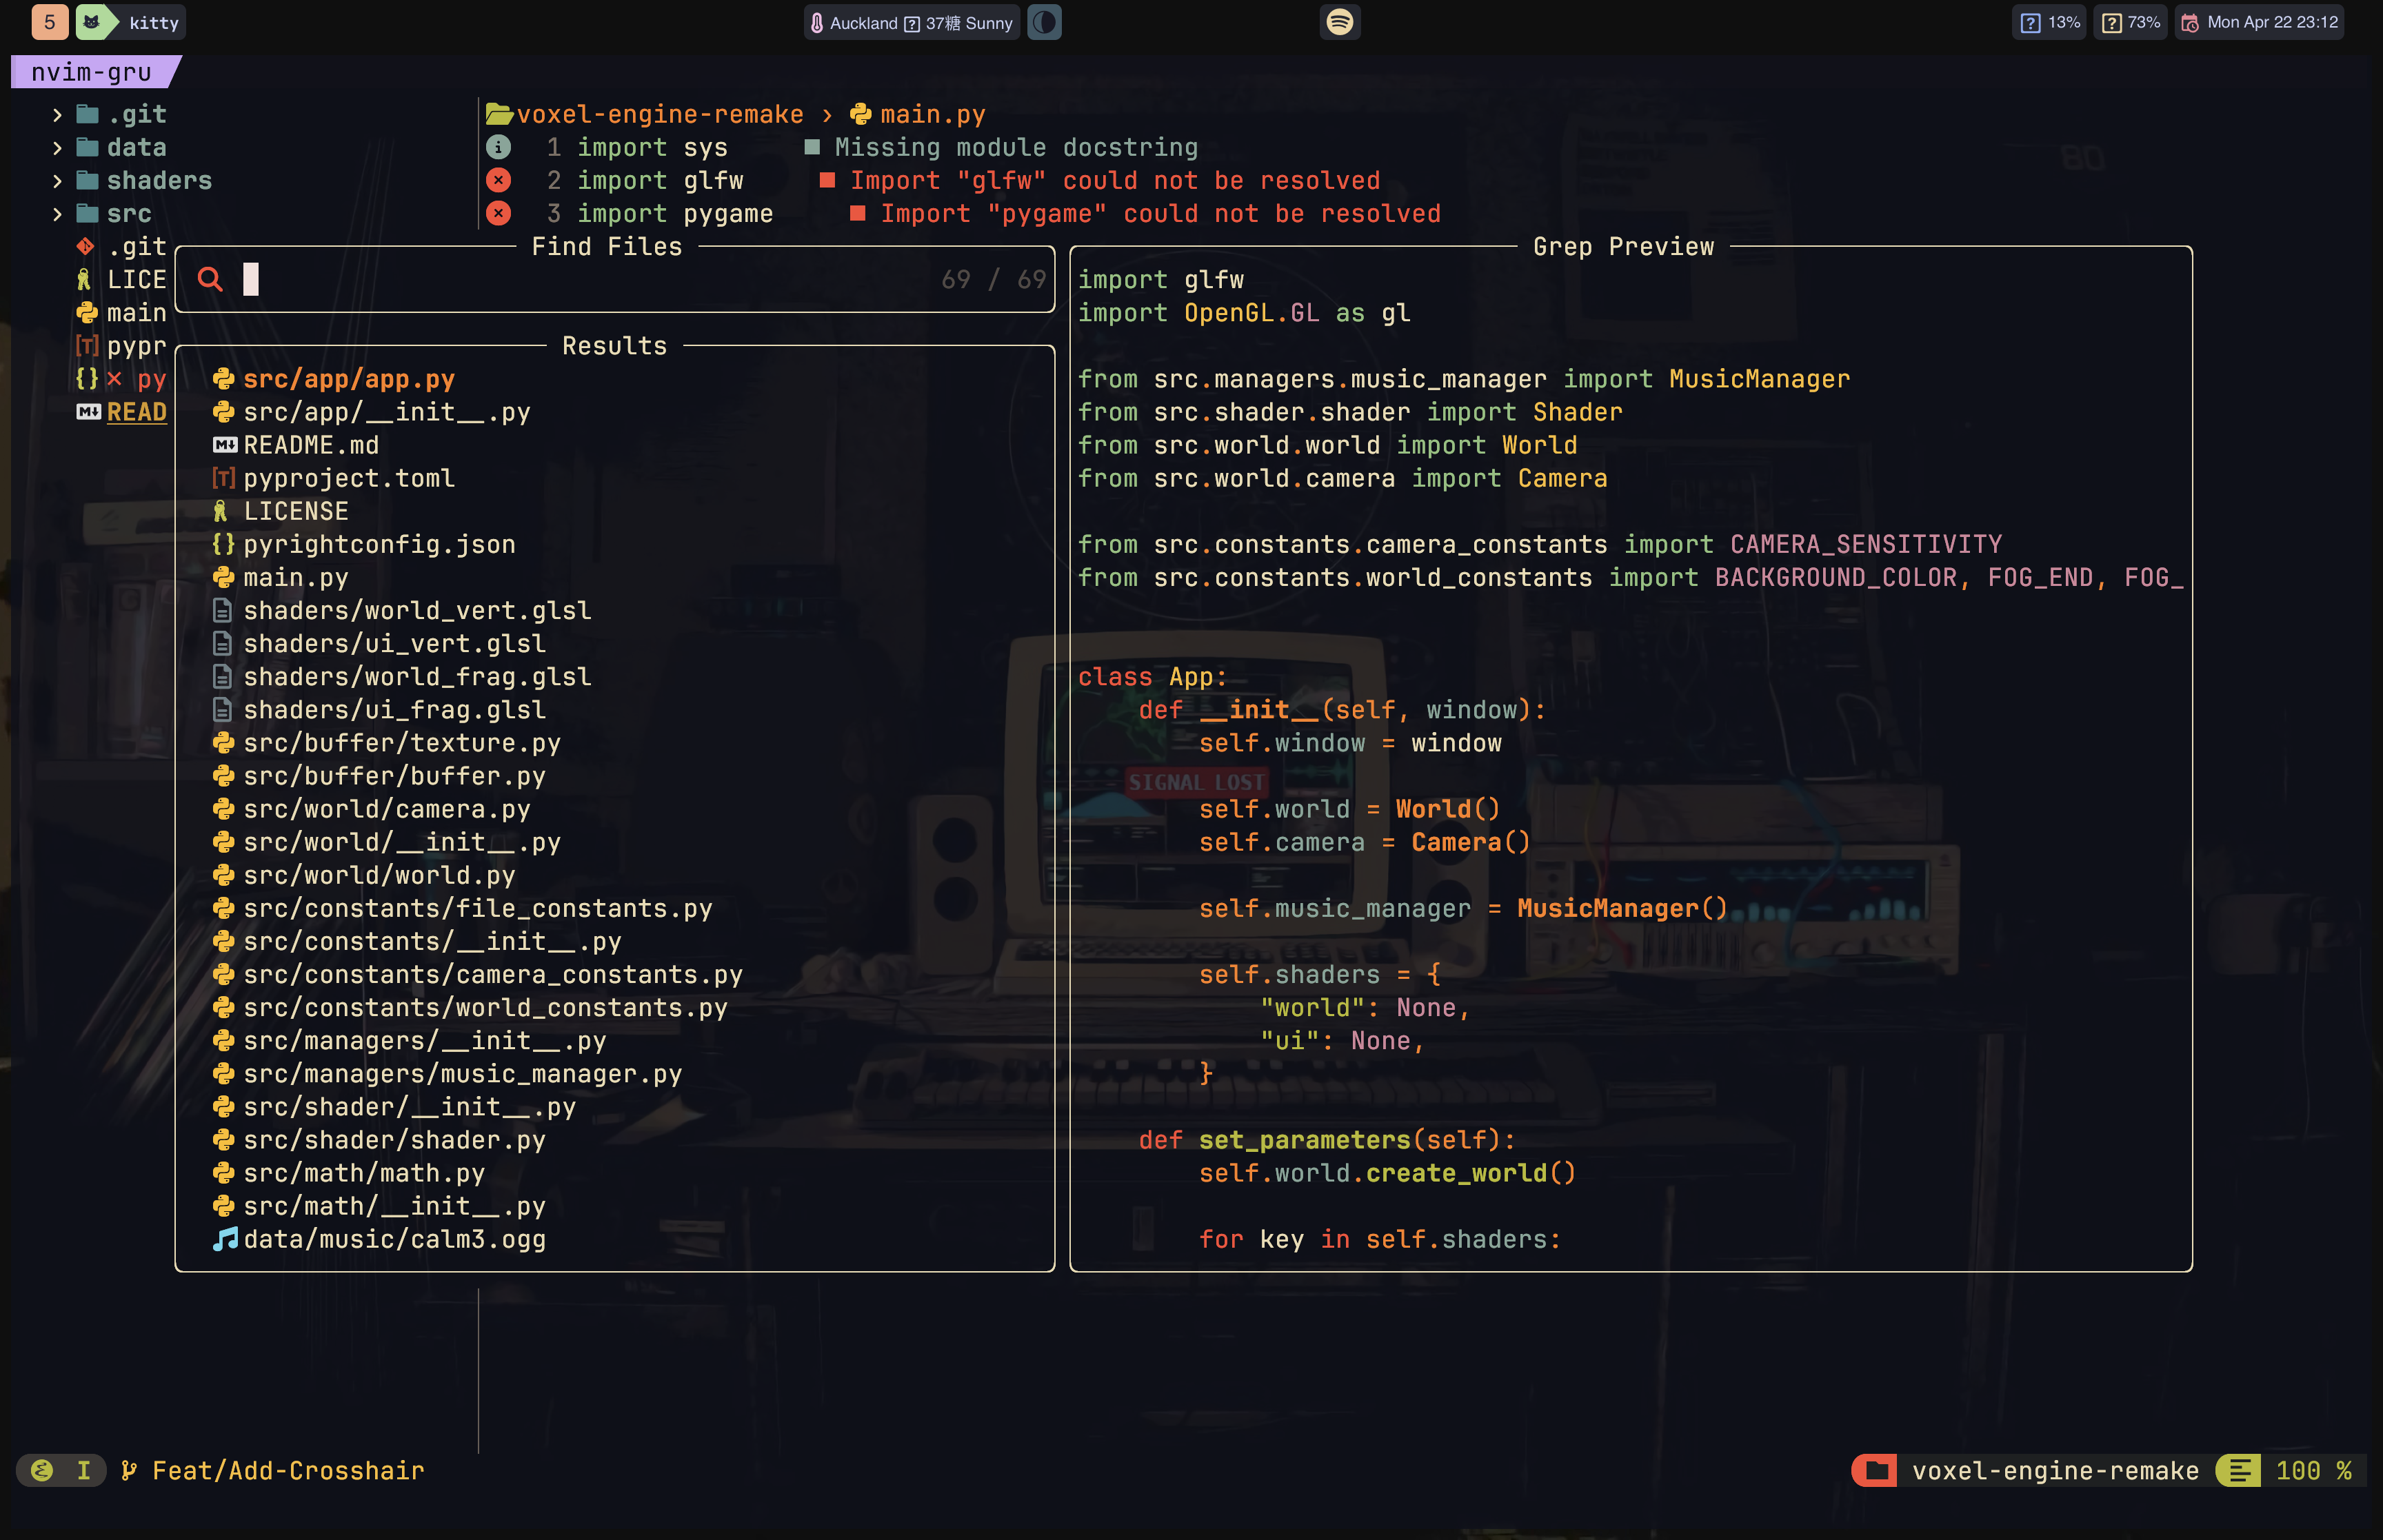 5 kitty
Auckland 37糖 Sunny
13% 73% Mon Apr 22 23:12
nvim-gru
.git
data
shaders
src
.git
LICE
main
pypr
py
READ
voxel-engine-remake › main.py
1 import sys ■ Missing module docstring
2 import glfw ■ Import "glfw" could not be resolved
3 import pygame ■ Import "pygame" could not be resolved
Find Files
69 / 69
Results
src/app/app.py
src/app/__init__.py
README.md
pyproject.toml
LICENSE
pyrightconfig.json
main.py
shaders/world_vert.glsl
shaders/ui_vert.glsl
shaders/world_frag.glsl
shaders/ui_frag.glsl
src/buffer/texture.py
src/buffer/buffer.py
src/world/camera.py
src/world/__init__.py
src/world/world.py
src/constants/file_constants.py
src/constants/__init__.py
src/constants/camera_constants.py
src/constants/world_constants.py
src/managers/__init__.py
src/managers/music_manager.py
src/shader/__init__.py
src/shader/shader.py
src/math/math.py
src/math/__init__.py
data/music/calm3.ogg
Grep Preview
import glfw
import OpenGL.GL as gl
from src.managers.music_manager import MusicManager
from src.shader.shader import Shader
from src.world.world import World
from src.world.camera import Camera
from src.constants.camera_constants import CAMERA_SENSITIVITY
from src.constants.world_constants import BACKGROUND_COLOR, FOG_END, FOG_
class App:
def __init__(self, window):
self.window = window
self.world = World()
self.camera = Camera()
self.music_manager = MusicManager()
self.shaders = {
"world": None,
"ui": None,
}
def set_parameters(self):
self.world.create_world()
for key in self.shaders:
SIGNAL LOST
I Feat/Add-Crosshair
voxel-engine-remake 100 %